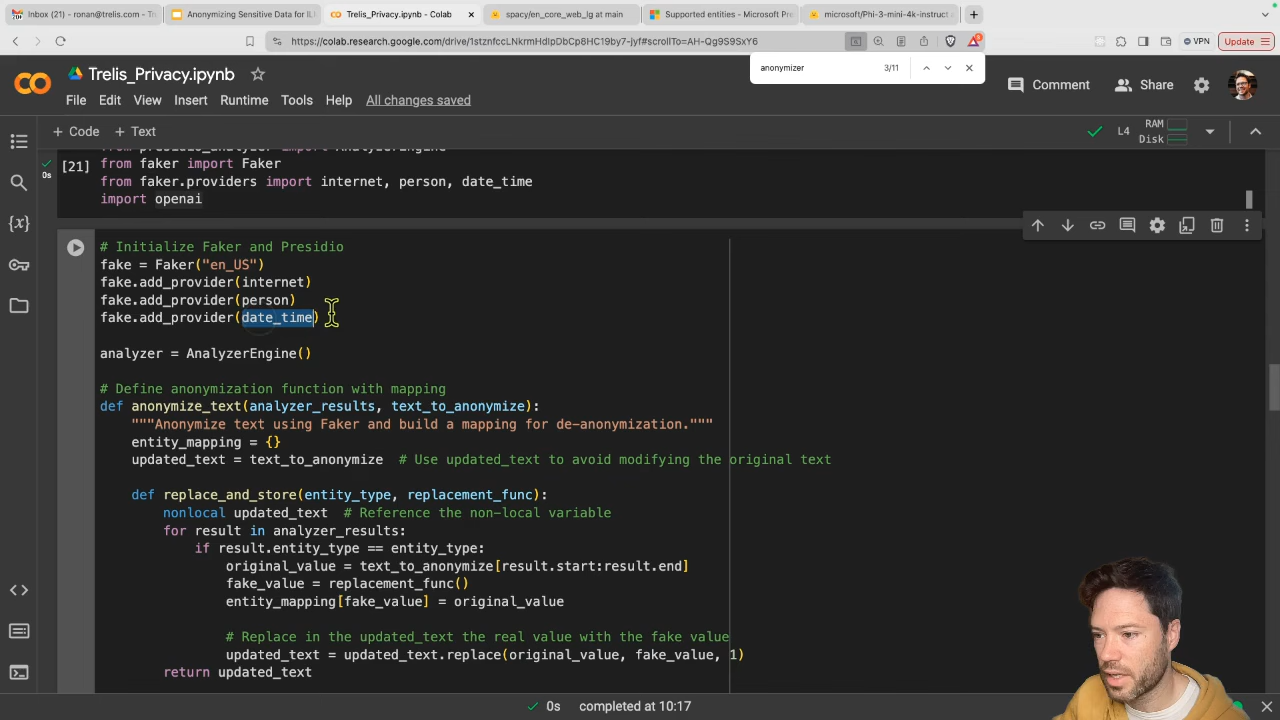 Inbox (21) - ronan@trelis.com
Anonymizing Sensitive Data for LL
Trelis_Privacy.ipynb - Colab
spacy/en_core_web_lg at main
Supported entities - Microsoft Pre
microsoft/Phi-3-mini-4k-instruct
https://colab.research.google.com/drive/1stznfccLNkrmHdlpDbCp8HC19by7-jyf#scrollTo=AH-Qg9S9SxY6
VPN
Update
anonymizer
3/11
Trelis_Privacy.ipynb
Comment
Share
File Edit View Insert Runtime Tools Help All changes saved
+ Code + Text
L4
RAM
Disk
[21]
0s
from faker import Faker
from faker.providers import internet, person, date_time
import openai
# Initialize Faker and Presidio
fake = Faker("en_US")
fake.add_provider(internet)
fake.add_provider(person)
fake.add_provider(date_time)
analyzer = AnalyzerEngine()
# Define anonymization function with mapping
def anonymize_text(analyzer_results, text_to_anonymize):
"""Anonymize text using Faker and build a mapping for de-anonymization."""
entity_mapping = {}
updated_text = text_to_anonymize # Use updated_text to avoid modifying the original text
def replace_and_store(entity_type, replacement_func):
nonlocal updated_text # Reference the non-local variable
for result in analyzer_results:
if result.entity_type == entity_type:
original_value = text_to_anonymize[result.start:result.end]
fake_value = replacement_func()
entity_mapping[fake_value] = original_value
# Replace in the updated_text the real value with the fake value
updated_text = updated_text.replace(original_value, fake_value, 1)
return updated_text
0s completed at 10:17